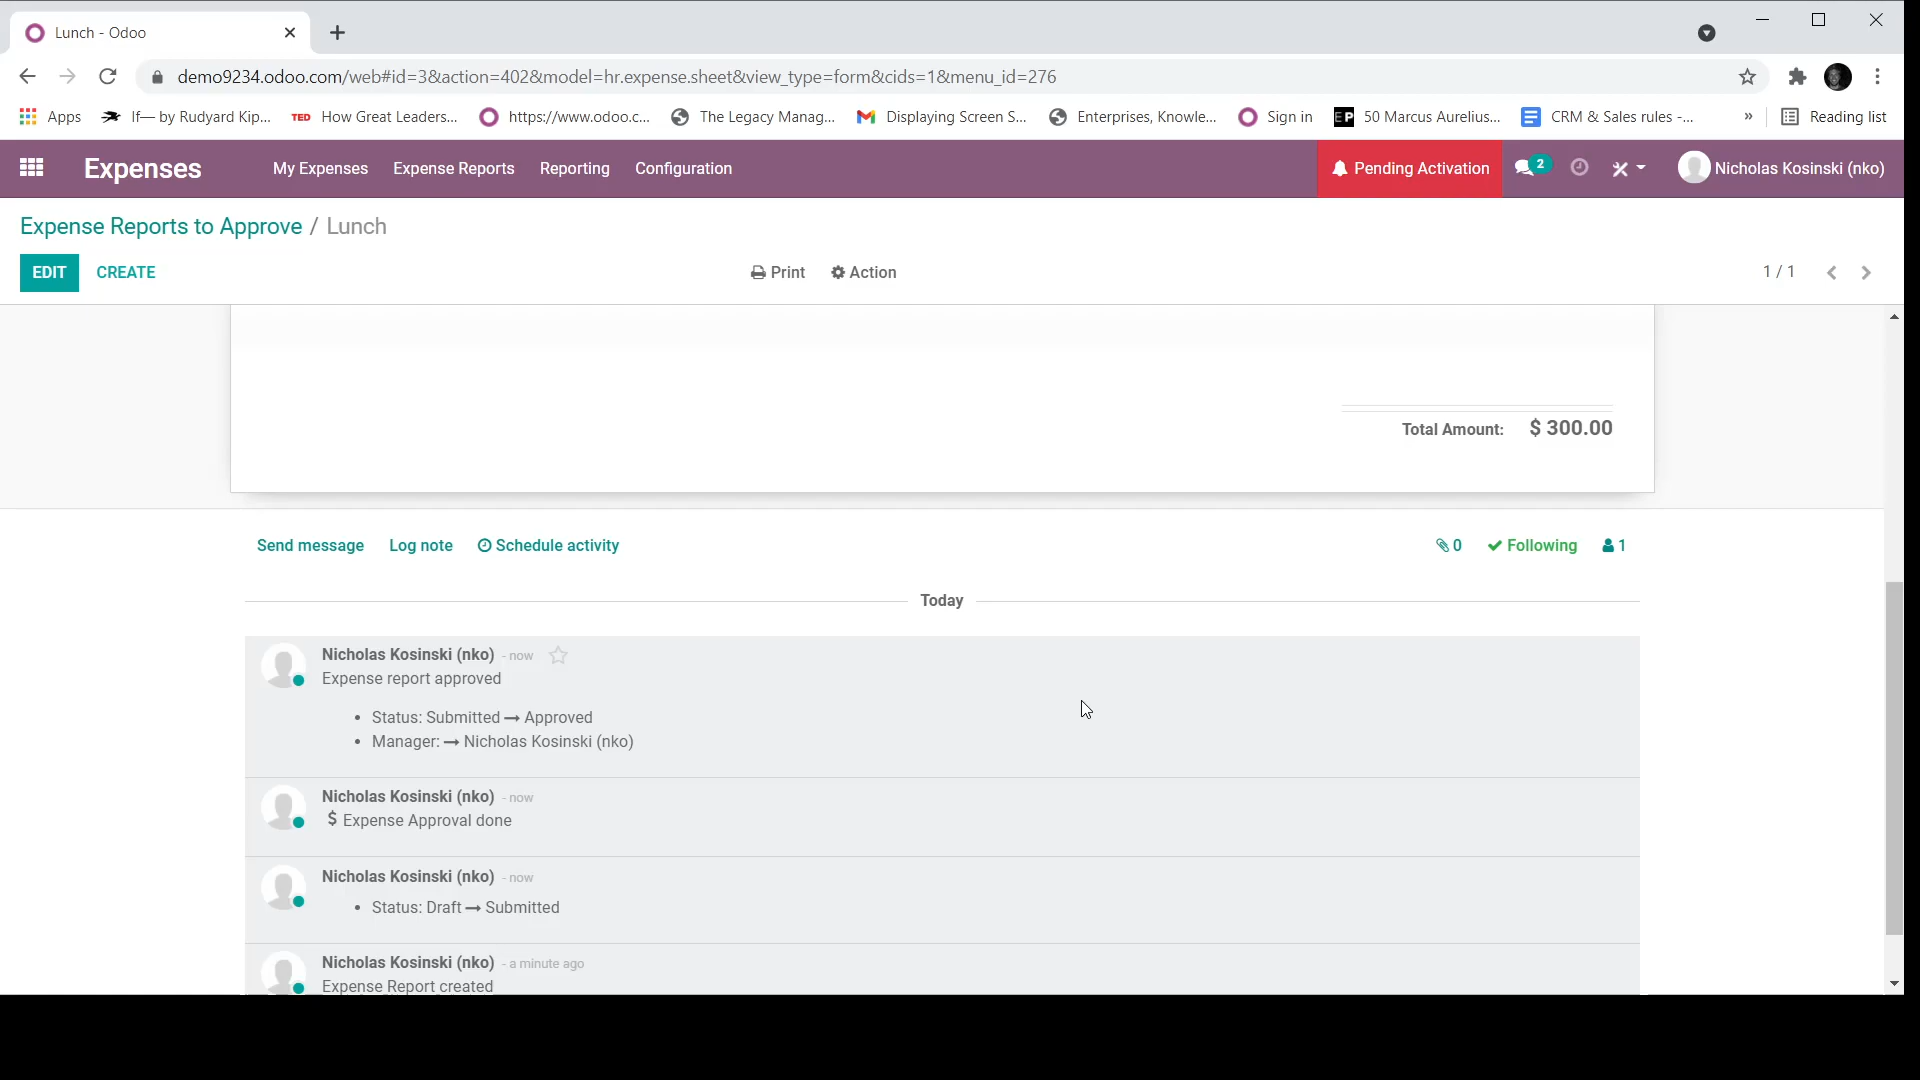 Lunch - Odoo
demo9234.odoo.com/web#id=3&action=402&model=hr.expense.sheet&view_type=form&cids=1&menu_id=276
Apps If— by Rudyard Kip... TED How Great Leaders... https://www.odoo.c... The Legacy Manag... Displaying Screen S... Enterprises, Knowle... Sign in EP 50 Marcus Aurelius... CRM & Sales rules -... » Reading list
Expenses My Expenses Expense Reports Reporting Configuration Pending Activation 2 Nicholas Kosinski (nko)
Expense Reports to Approve / Lunch
EDIT CREATE Print Action 1 / 1
Total Amount: $ 300.00
Send message Log note Schedule activity 0 Following 1
Today
Nicholas Kosinski (nko) - now
Expense report approved
• Status: Submitted → Approved
• Manager: → Nicholas Kosinski (nko)
Nicholas Kosinski (nko) - now
$ Expense Approval done
Nicholas Kosinski (nko) - now
• Status: Draft → Submitted
Nicholas Kosinski (nko) - a minute ago
Expense Report created